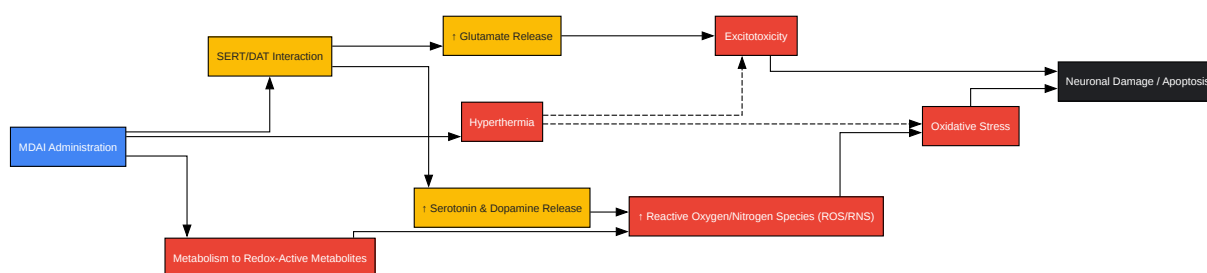 ↑ Glutamate Release
Excitotoxicity
SERT/DAT Interaction
Neuronal Damage / Apoptosis
Hyperthermia
Oxidative Stress
MDAI Administration
↑ Serotonin & Dopamine Release
↑ Reactive Oxygen/Nitrogen Species (ROS/RNS)
Metabolism to Redox-Active Metabolites